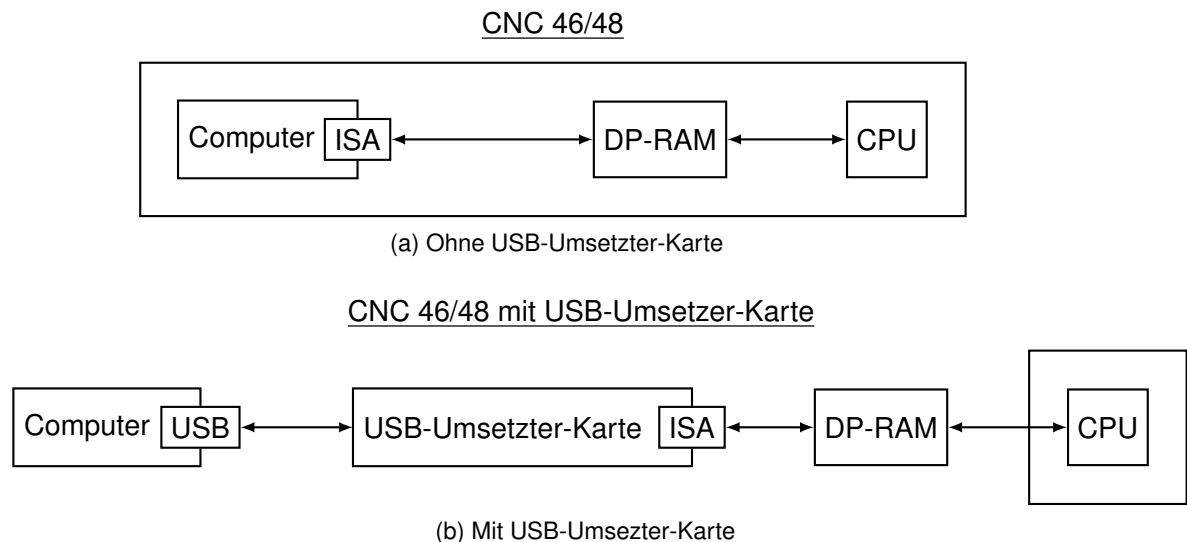 CNC 46/48
Computer ISA DP-RAM CPU
(a) Ohne USB-Umsetzter-Karte
CNC 46/48 mit USB-Umsetzer-Karte
Computer USB USB-Umsetzter-Karte ISA DP-RAM CPU
(b) Mit USB-Umsezter-Karte